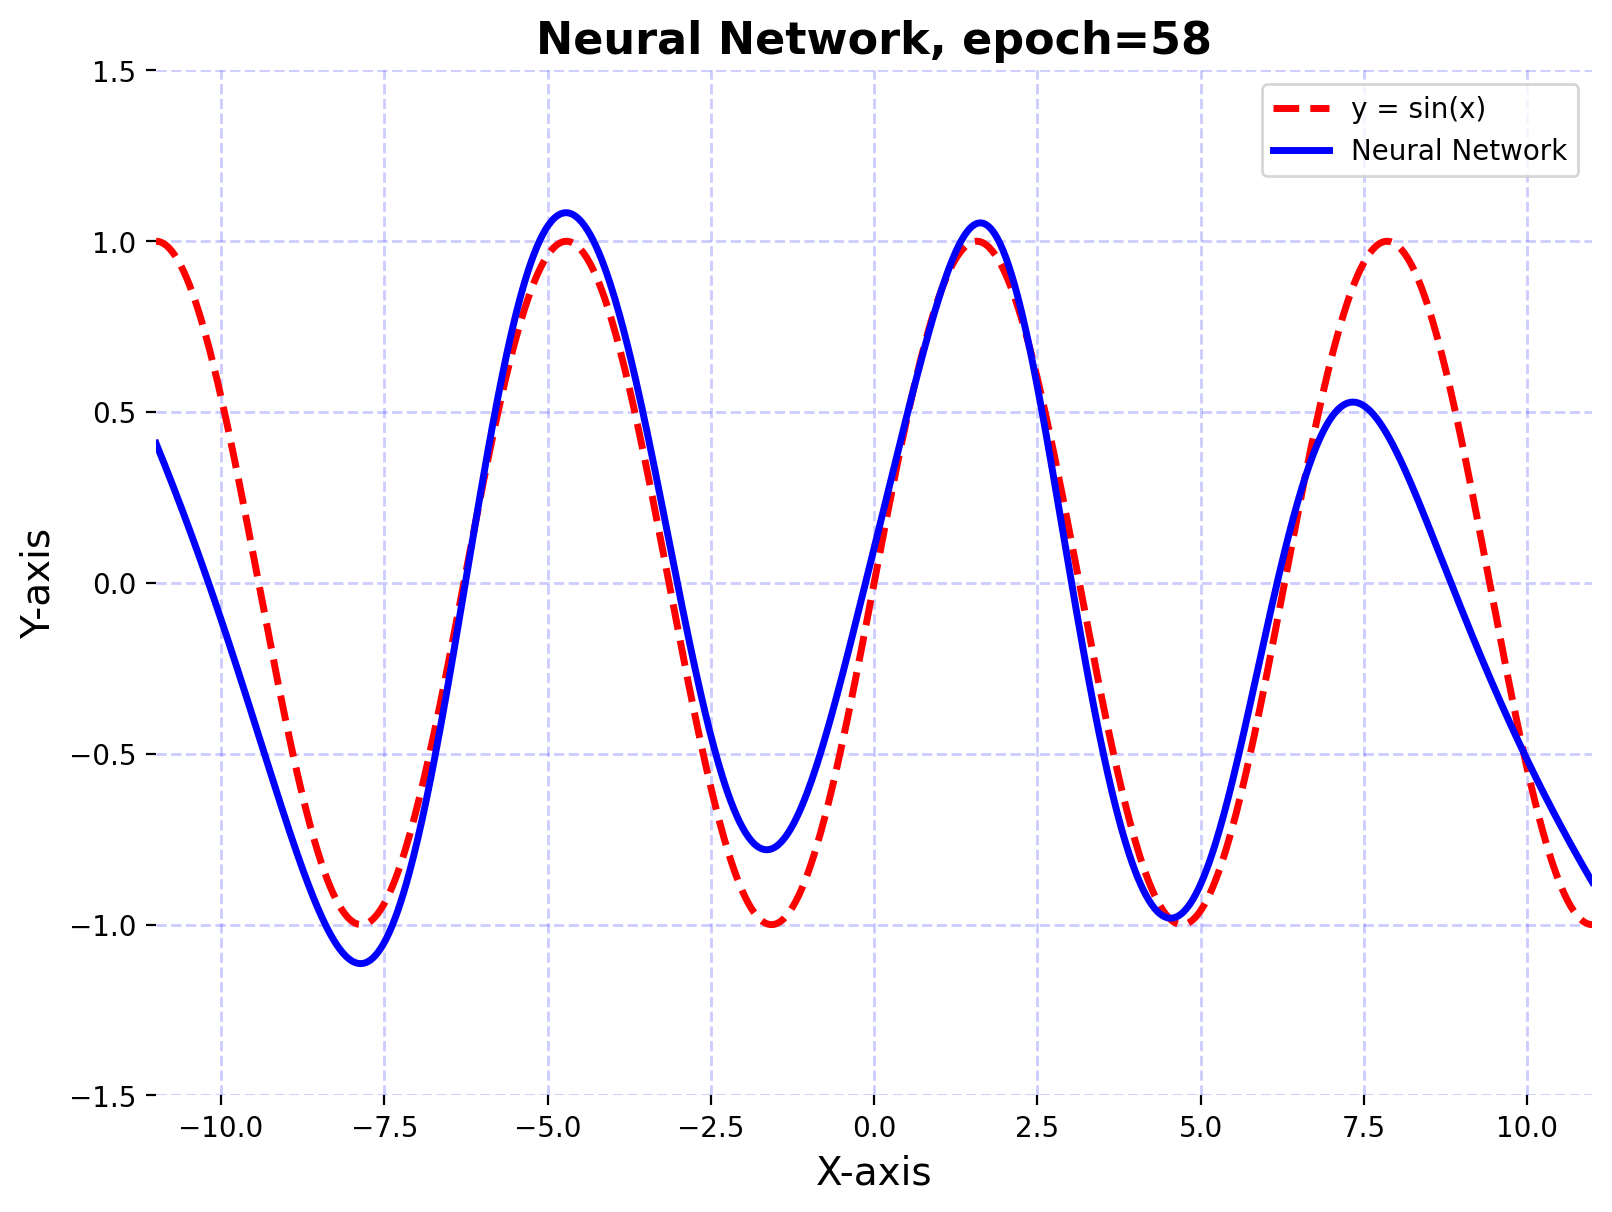 Neural Network, epoch=58
y = sin(x)
Neural Network
1.5
1.0
0.5
0.0
−0.5
−1.0
−1.5
Y-axis
−10.0 −7.5 −5.0 −2.5 0.0 2.5 5.0 7.5 10.0
X-axis